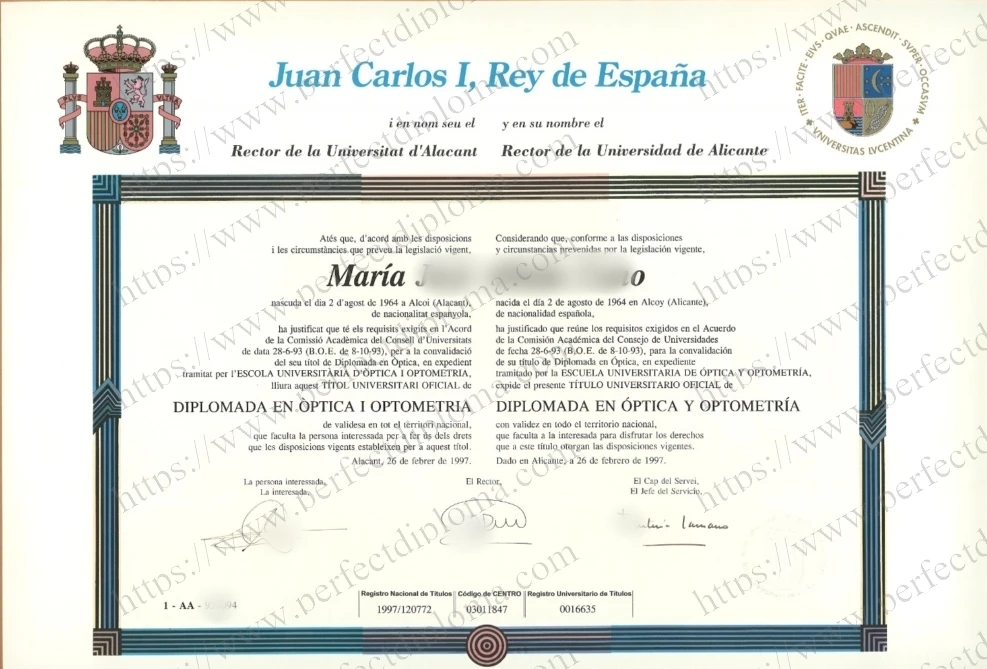 Juan Carlos I, Rey de España
i en nom seu el y en su nombre el
Rector de la Universitat d'Alacant Rector de la Universidad de Alicante
PLVS VLTRA
ITER · FACITE · EIVS · QVAE · ASCENDIT · SVPER · OCCASVM
VNIVERSITAS LVCENTINA
Atés que, d'acord amb les disposicions
i les circumstàncies que preveu la legislació vigent,
Considerando que, conforme a las disposiciones
y circunstancias prevenidas por la legislación vigente,
María
nascuda el dia 2 d'agost de 1964 a Alcoi (Alacant),
de nacionalitat espanyola,
ha justificat que té els requisits exigits en l'Acord
de la Comissió Acadèmica del Consell d'Universitats
de data 28-6-93 (B.O.E. de 8-10-93), per a la convalidació
del seu títol de Diplomada en Òptica, en expedient
tramitat per l'ESCOLA UNIVERSITÀRIA D'ÒPTICA I OPTOMETRIA,
lliura aquest TÍTOL UNIVERSITARI OFICIAL de
DIPLOMADA EN ÒPTICA I OPTOMETRIA
de validesa en tot el territori nacional,
que faculta la persona interessada per a fer ús dels drets
que les disposicions vigents estableixen per a aquest títol.
Alacant, 26 de febrer de 1997.
nacida el día 2 de agosto de 1964 en Alcoy (Alicante),
de nacionalidad española,
ha justificado que reúne los requisitos exigidos en el Acuerdo
de la Comisión Académica del Consejo de Universidades
de fecha 28-6-93 (B.O.E. de 8-10-93), para la convalidación
de su título de Diplomada en Óptica, en expediente
tramitado por la ESCUELA UNIVERSITARIA DE ÓPTICA Y OPTOMETRÍA,
expide el presente TÍTULO UNIVERSITARIO OFICIAL de
DIPLOMADA EN ÓPTICA Y OPTOMETRÍA
con validez en todo el territorio nacional,
que faculta a la interesada para disfrutar los derechos
que a este título otorgan las disposiciones vigentes.
Dado en Alicante, a 26 de febrero de 1997.
La persona interessada,
La interesada,
El Rector,
El Cap del Servei,
El Jefe del Servicio,
1 - AA -
Registro Nacional de Títulos Código de CENTRO Registro Universitario de Títulos
1997/120772 03011847 0016635
https://www.perfectdiploma.com